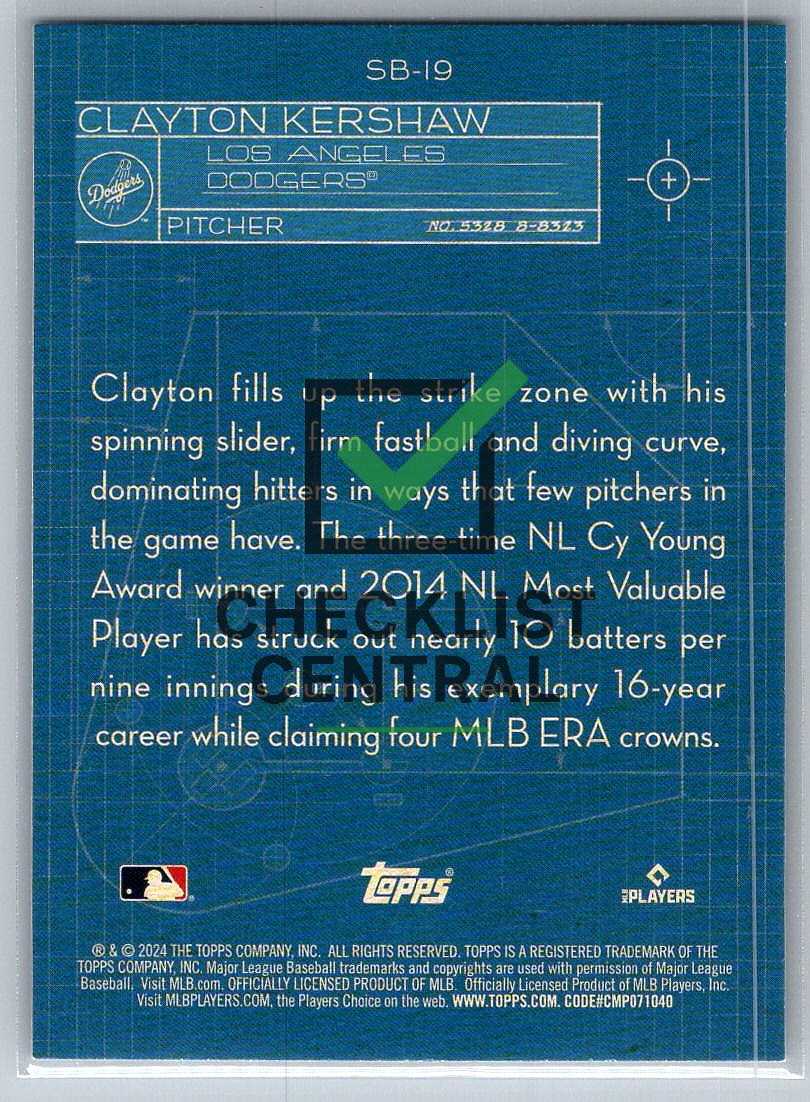 SB-19
CLAYTON KERSHAW
LOS ANGELES
DODGERS®
Dodgers
™
PITCHER
NO. 5328 8-8323
Clayton fills up the strike zone with his
spinning slider, firm fastball and diving curve,
dominating hitters in ways that few pitchers in
the game have. The three-time NL Cy Young
Award winner and 2014 NL Most Valuable
Player has struck out nearly 10 batters per
nine innings during his exemplary 16-year
career while claiming four MLB ERA crowns.
CHECKLIST
CENTRAL
Topps®
MLB PLAYERS
® & © 2024 THE TOPPS COMPANY, INC. ALL RIGHTS RESERVED. TOPPS IS A REGISTERED TRADEMARK OF THE
TOPPS COMPANY, INC. Major League Baseball trademarks and copyrights are used with permission of Major League
Baseball. Visit MLB.com. OFFICIALLY LICENSED PRODUCT OF MLB. Officially Licensed Product of MLB Players, Inc.
Visit MLBPLAYERS.COM, the Players Choice on the web. WWW.TOPPS.COM. CODE#CMP071040